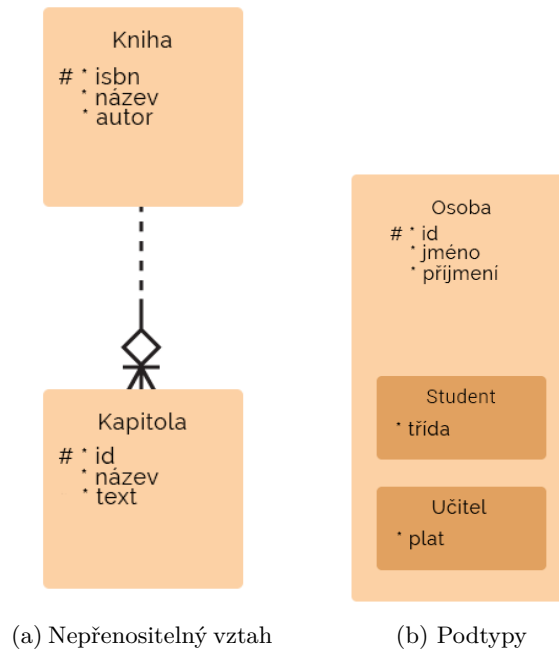 Kniha
# * isbn
* název
* autor
Kapitola
# * id
* název
* text
(a) Nepřenositelný vztah
Osoba
# * id
* jméno
* příjmení
Student
* třída
Učitel
* plat
(b) Podtypy